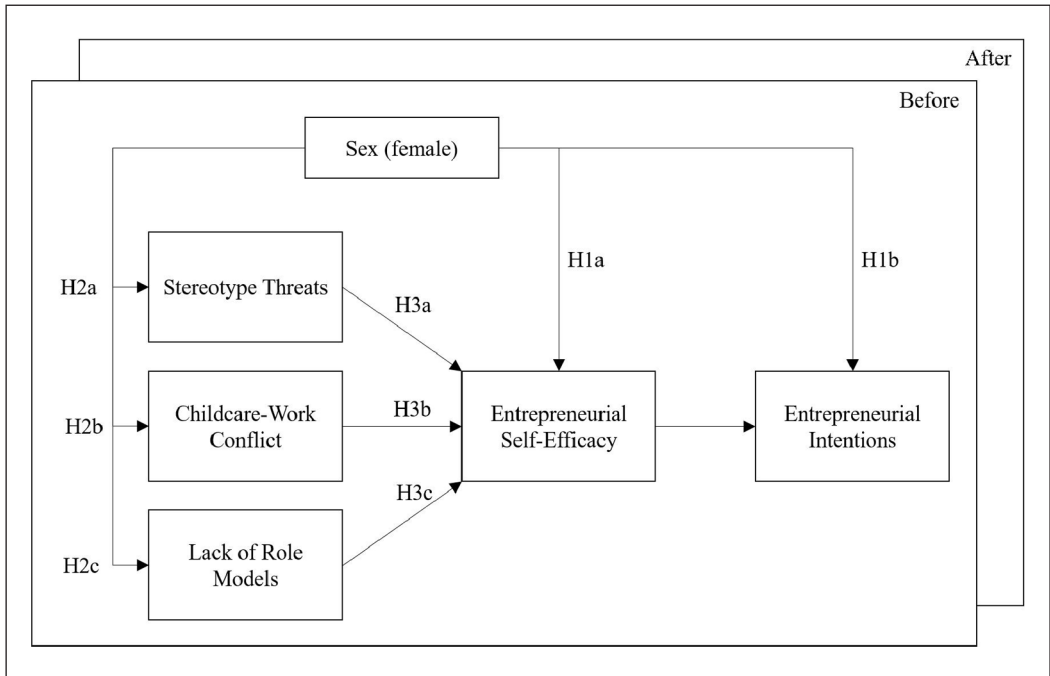 After
Before
Sex (female)
H1a
H1b
H2a
Stereotype Threats
H3a
H2b
Childcare-Work
Conflict
H3b
Entrepreneurial
Self-Efficacy
Entrepreneurial
Intentions
H3c
H2c
Lack of Role
Models